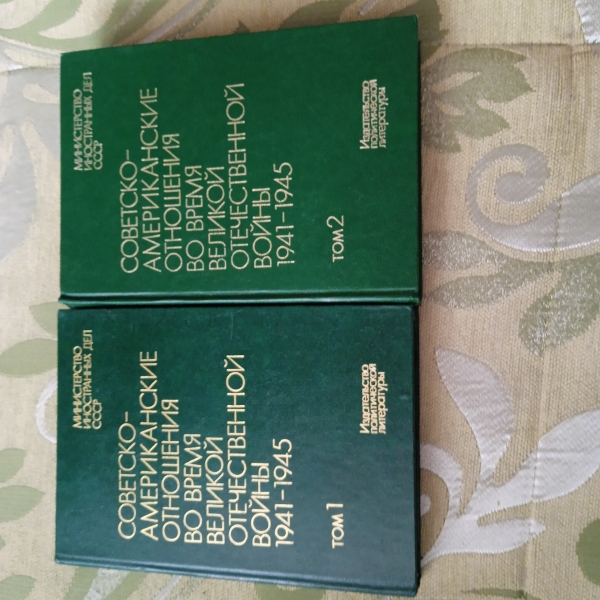 МИНИСТЕРСТВО
ИНОСТРАННЫХ ДЕЛ
СССР
СОВЕТСКО-
АМЕРИКАНСКИЕ
ОТНОШЕНИЯ
ВО ВРЕМЯ
ВЕЛИКОЙ
ОТЕЧЕСТВЕННОЙ
ВОЙНЫ
1941-1945
ТОМ 1
Издательство
политической
литературы
МИНИСТЕРСТВО
ИНОСТРАННЫХ ДЕЛ
СССР
СОВЕТСКО-
АМЕРИКАНСКИЕ
ОТНОШЕНИЯ
ВО ВРЕМЯ
ВЕЛИКОЙ
ОТЕЧЕСТВЕННОЙ
ВОЙНЫ
1941-1945
ТОМ 2
Издательство
политической
литературы